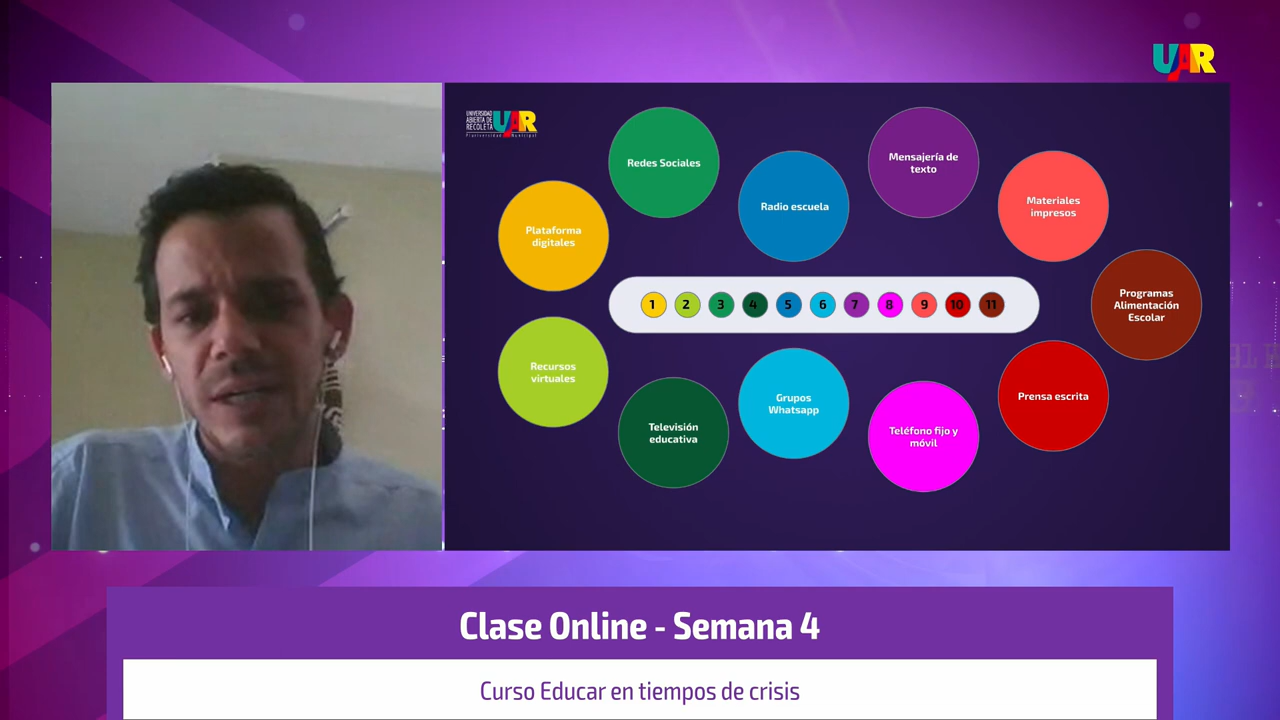 UAR
UNIVERSIDAD
ABIERTA DE
RECOLETA
UAR
Redes Sociales
Mensajería de
texto
Radio escuela
Materiales
impresos
Plataforma
digitales
Programas
Alimentación
Escolar
1 2 3 4 5 6 7 8 9 10 11
Recursos
virtuales
Televisión
educativa
Grupos
Whatsapp
Teléfono fijo y
móvil
Prensa escrita
Clase Online - Semana 4
Curso Educar en tiempos de crisis